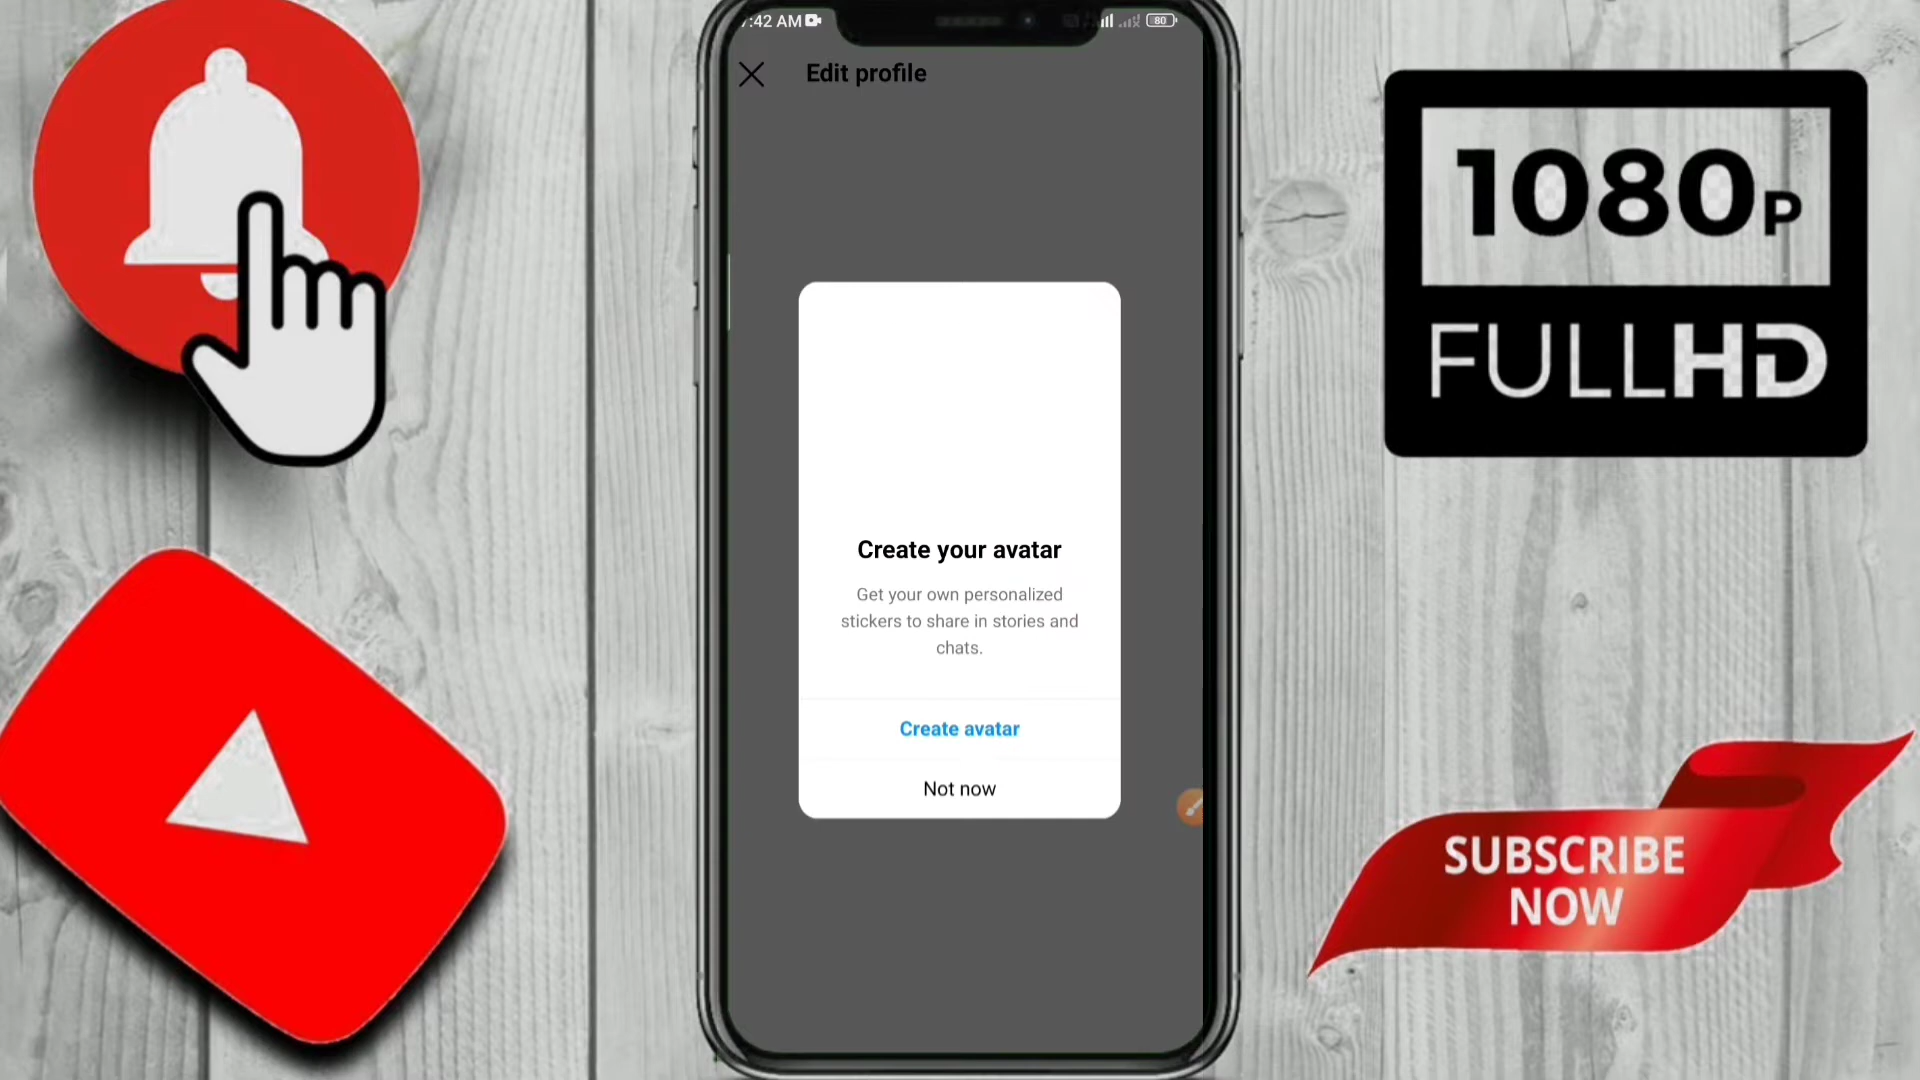 :42 AM
80
Edit profile
1080P
FULLHD
Create your avatar
Get your own personalized
stickers to share in stories and
chats.
Create avatar
Not now
SUBSCRIBE
NOW